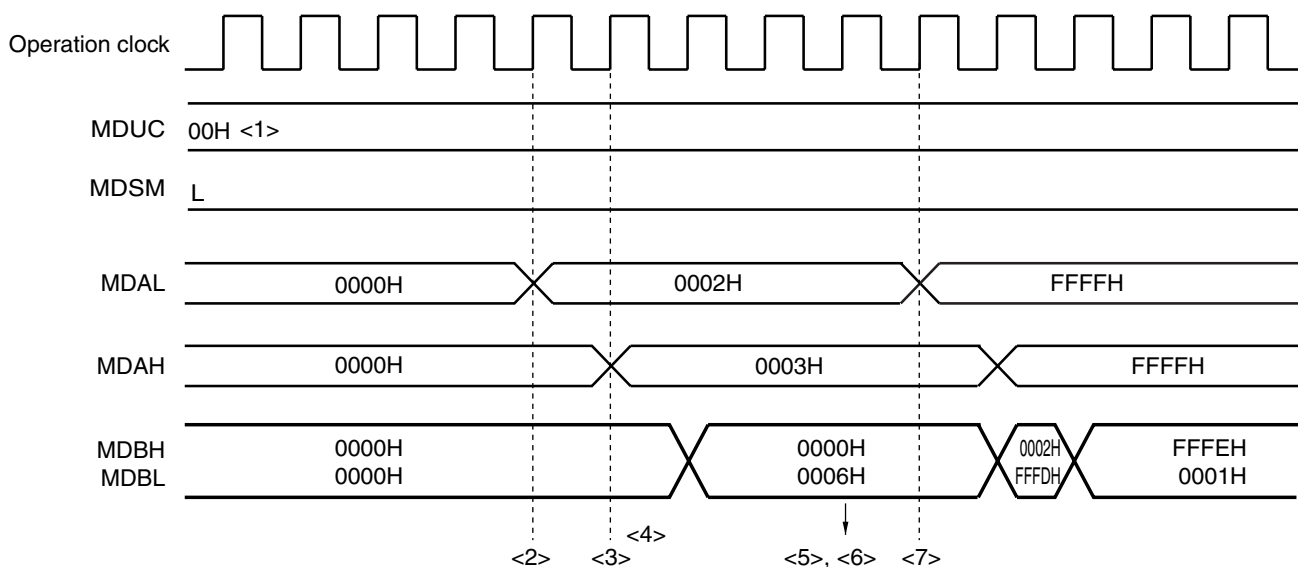 Operation clock
MDUC 00H <1>
MDSM L
MDAL 0000H 0002H FFFFH
MDAH 0000H 0003H FFFFH
MDBH 0000H 0000H 0002H FFFEH
MDBL 0000H 0006H FFFDH 0001H
<4>
<2> <3> <5>, <6> <7>